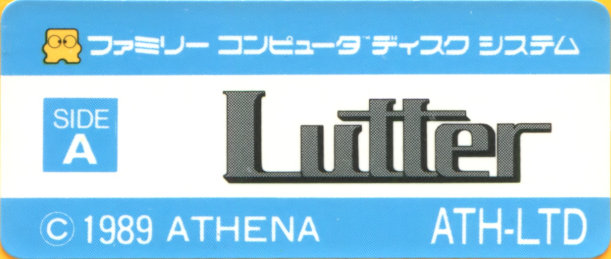 ファミリー コンピュータ ディスク システム
SIDE
A
Lutter
© 1989 ATHENA
ATH-LTD